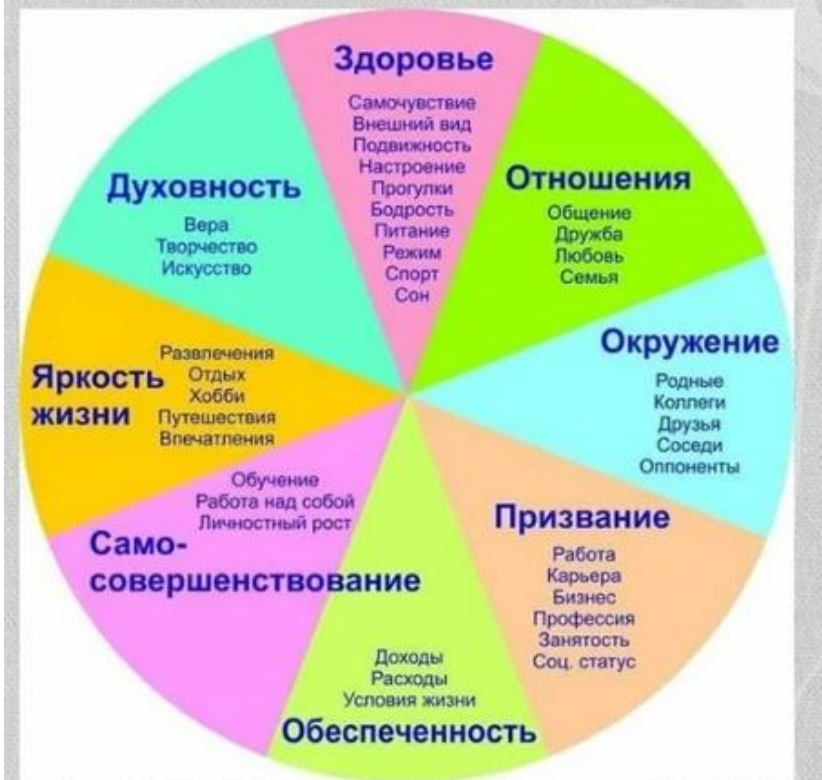 Здоровье
Самочувствие
Внешний вид
Подвижность
Настроение
Прогулки
Бодрость
Питание
Режим
Спорт
Сон
Отношения
Общение
Дружба
Любовь
Семья
Окружение
Родные
Коллеги
Друзья
Соседи
Оппоненты
Призвание
Работа
Карьера
Бизнес
Профессия
Занятость
Соц. статус
Доходы
Расходы
Условия жизни
Обеспеченность
Обучение
Работа над собой
Личностный рост
Само-
совершенствование
Яркость
жизни
Развлечения
Отдых
Хобби
Путешествия
Впечатления
Духовность
Вера
Творчество
Искусство